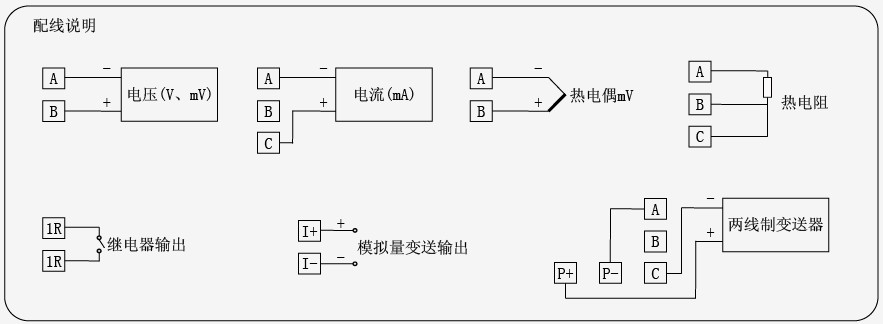 配线说明
A － 电压(V、mV)
B +
A － 电流(mA)
B +
C
A － 热电偶mV
B +
A
B 热电阻
C
1R 继电器输出
1R
I+ + 模拟量变送输出
I- －
A － 两线制变送器
B +
P+ P- C